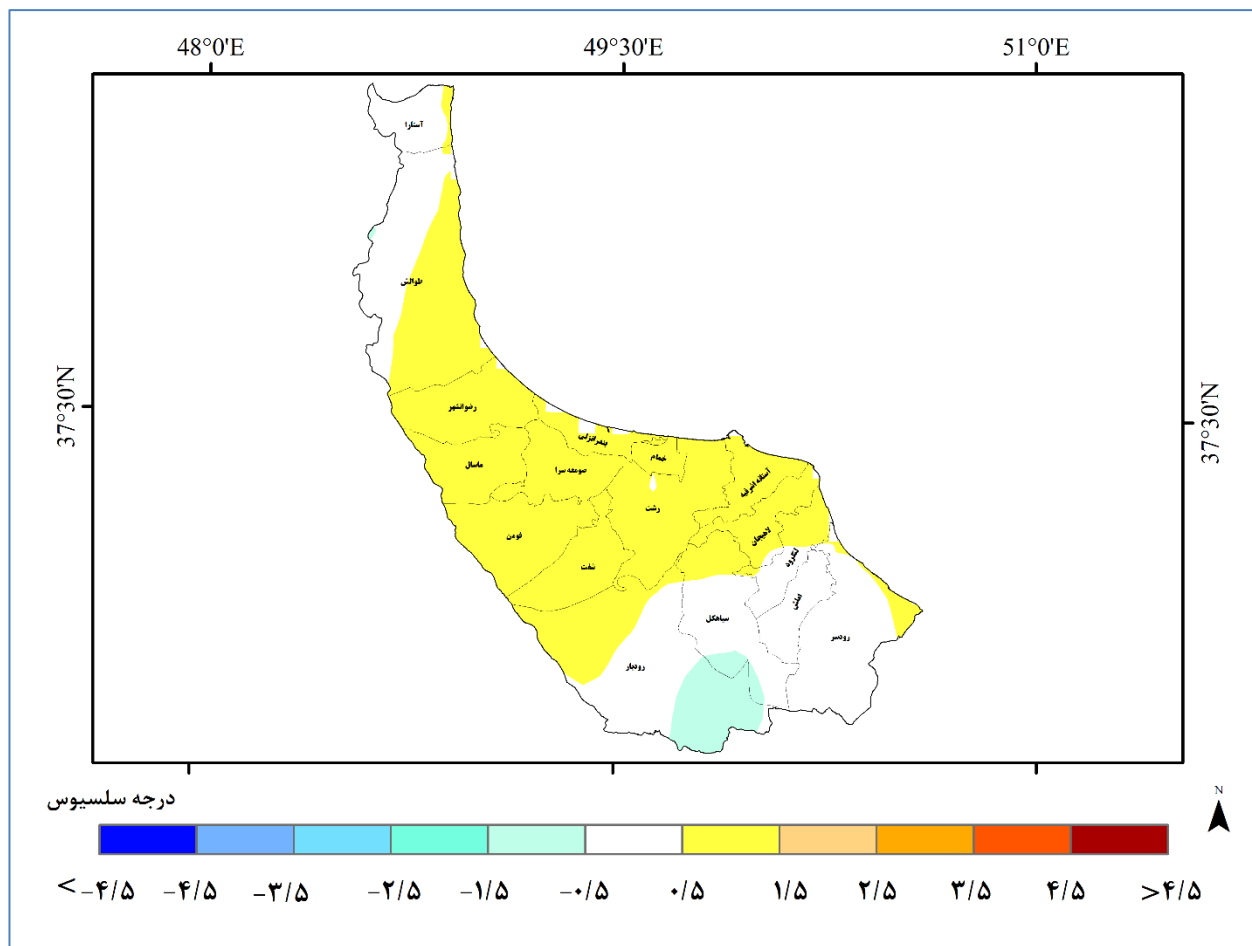 48°0'E 49°30'E 51°0'E
آستارا
طوالش
37°30'N 37°30'N
رضوانشهر
بندرانزلی
خمام
ماسال
صومعه سرا
آستانه اشرفیه
رشت
فومن
لاهیجان
شفت
لنگرود
املش
سیاهکل
رودسر
رودبار
درجه سلسیوس
N
< -۴/۵ -۴/۵ -۳/۵ -۲/۵ -۱/۵ -۰/۵ ۰/۵ ۱/۵ ۲/۵ ۳/۵ ۴/۵ >۴/۵